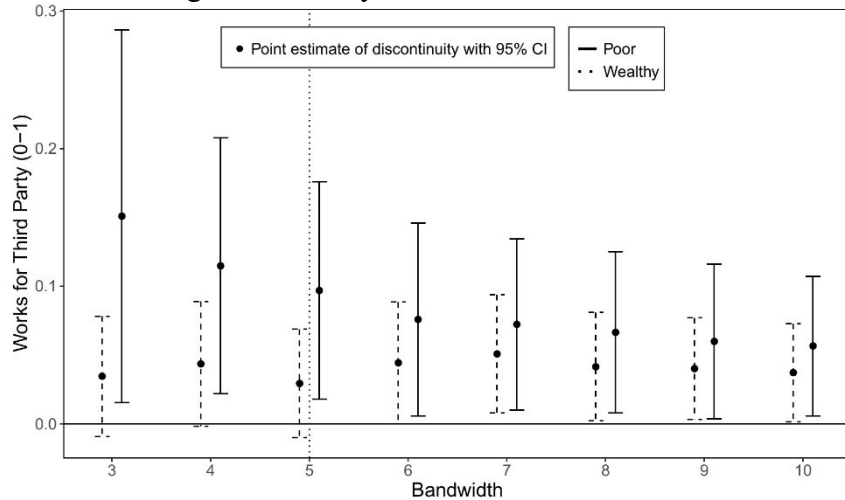 0.3
0.2
0.1
0.0
Works for Third Party (0−1)
Point estimate of discontinuity with 95% CI
Poor
Wealthy
3 4 5 6 7 8 9 10
Bandwidth